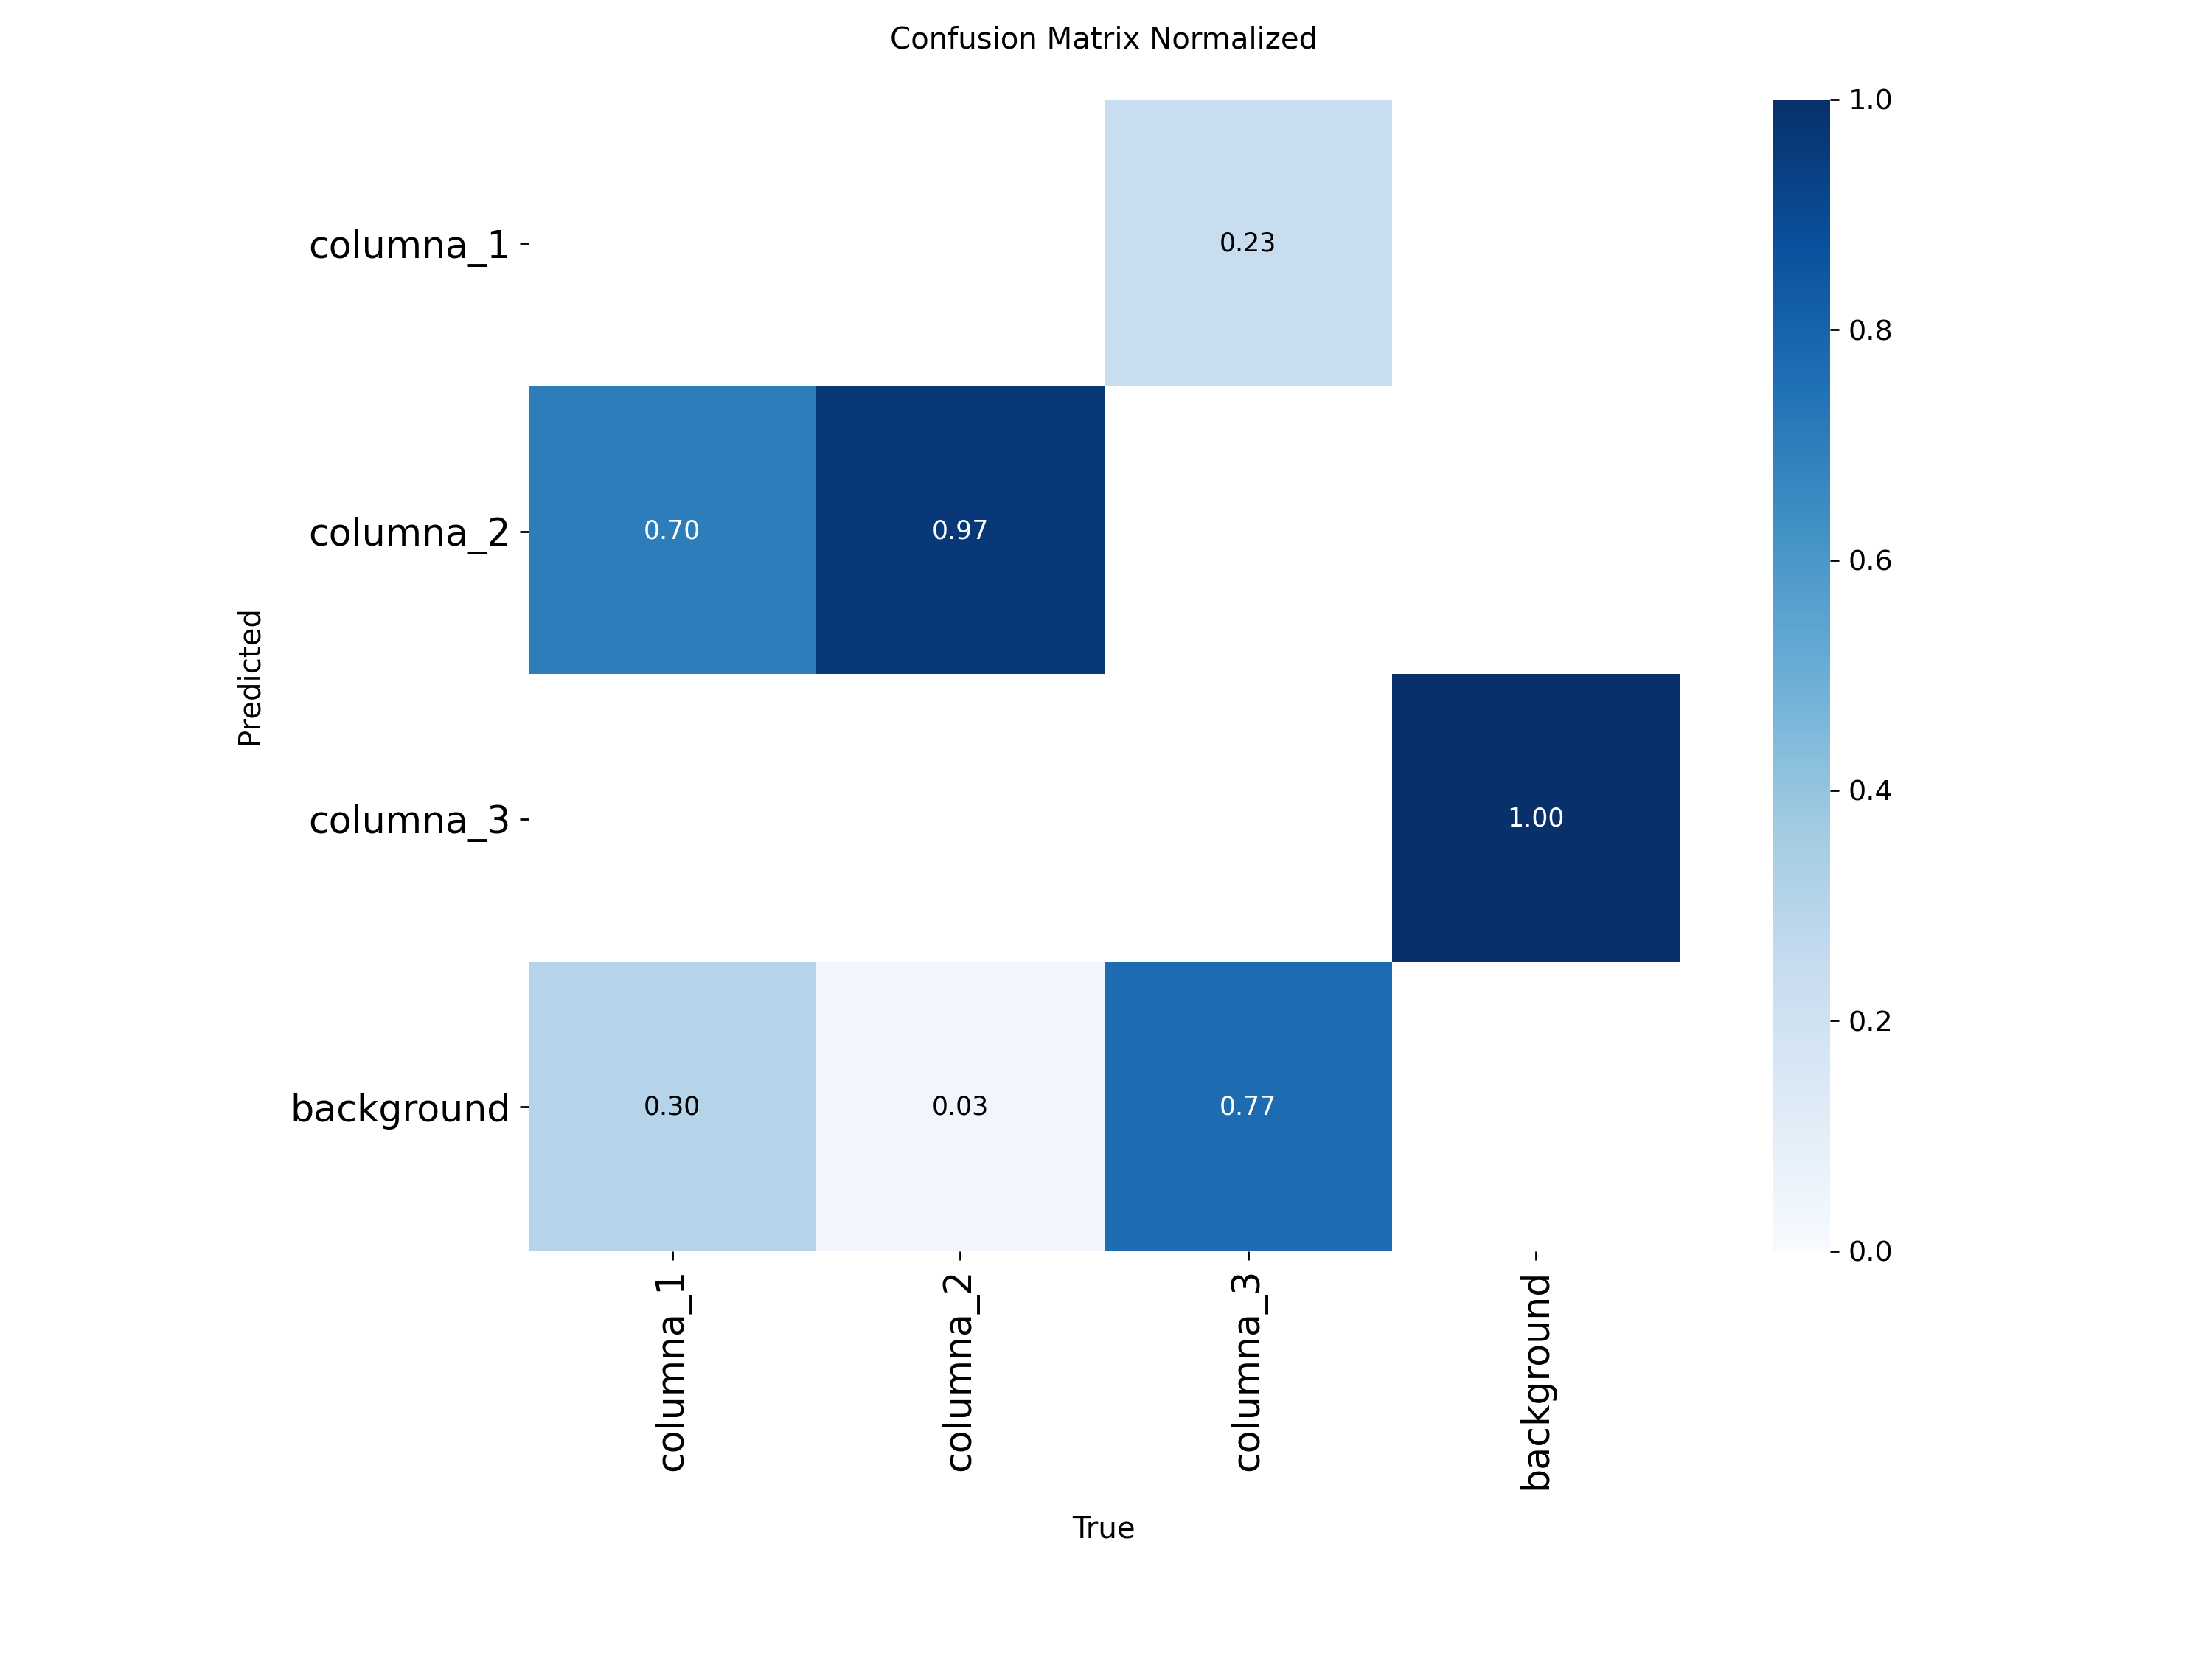 Confusion Matrix Normalized
1.0
columna_1
0.23
0.8
columna_2
0.70
0.97
0.6
Predicted
columna_3
1.00
0.4
0.2
background
0.30
0.03
0.77
0.0
columna_1
columna_2
columna_3
background
True